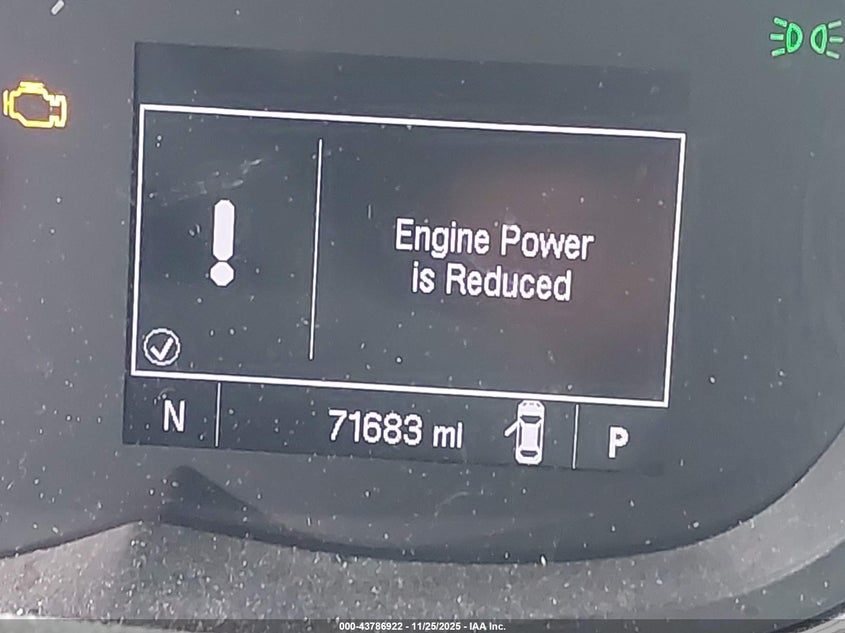 Engine Power
is Reduced
N 71683 mi P
000-43786922 - 11/25/2025 - IAA Inc.